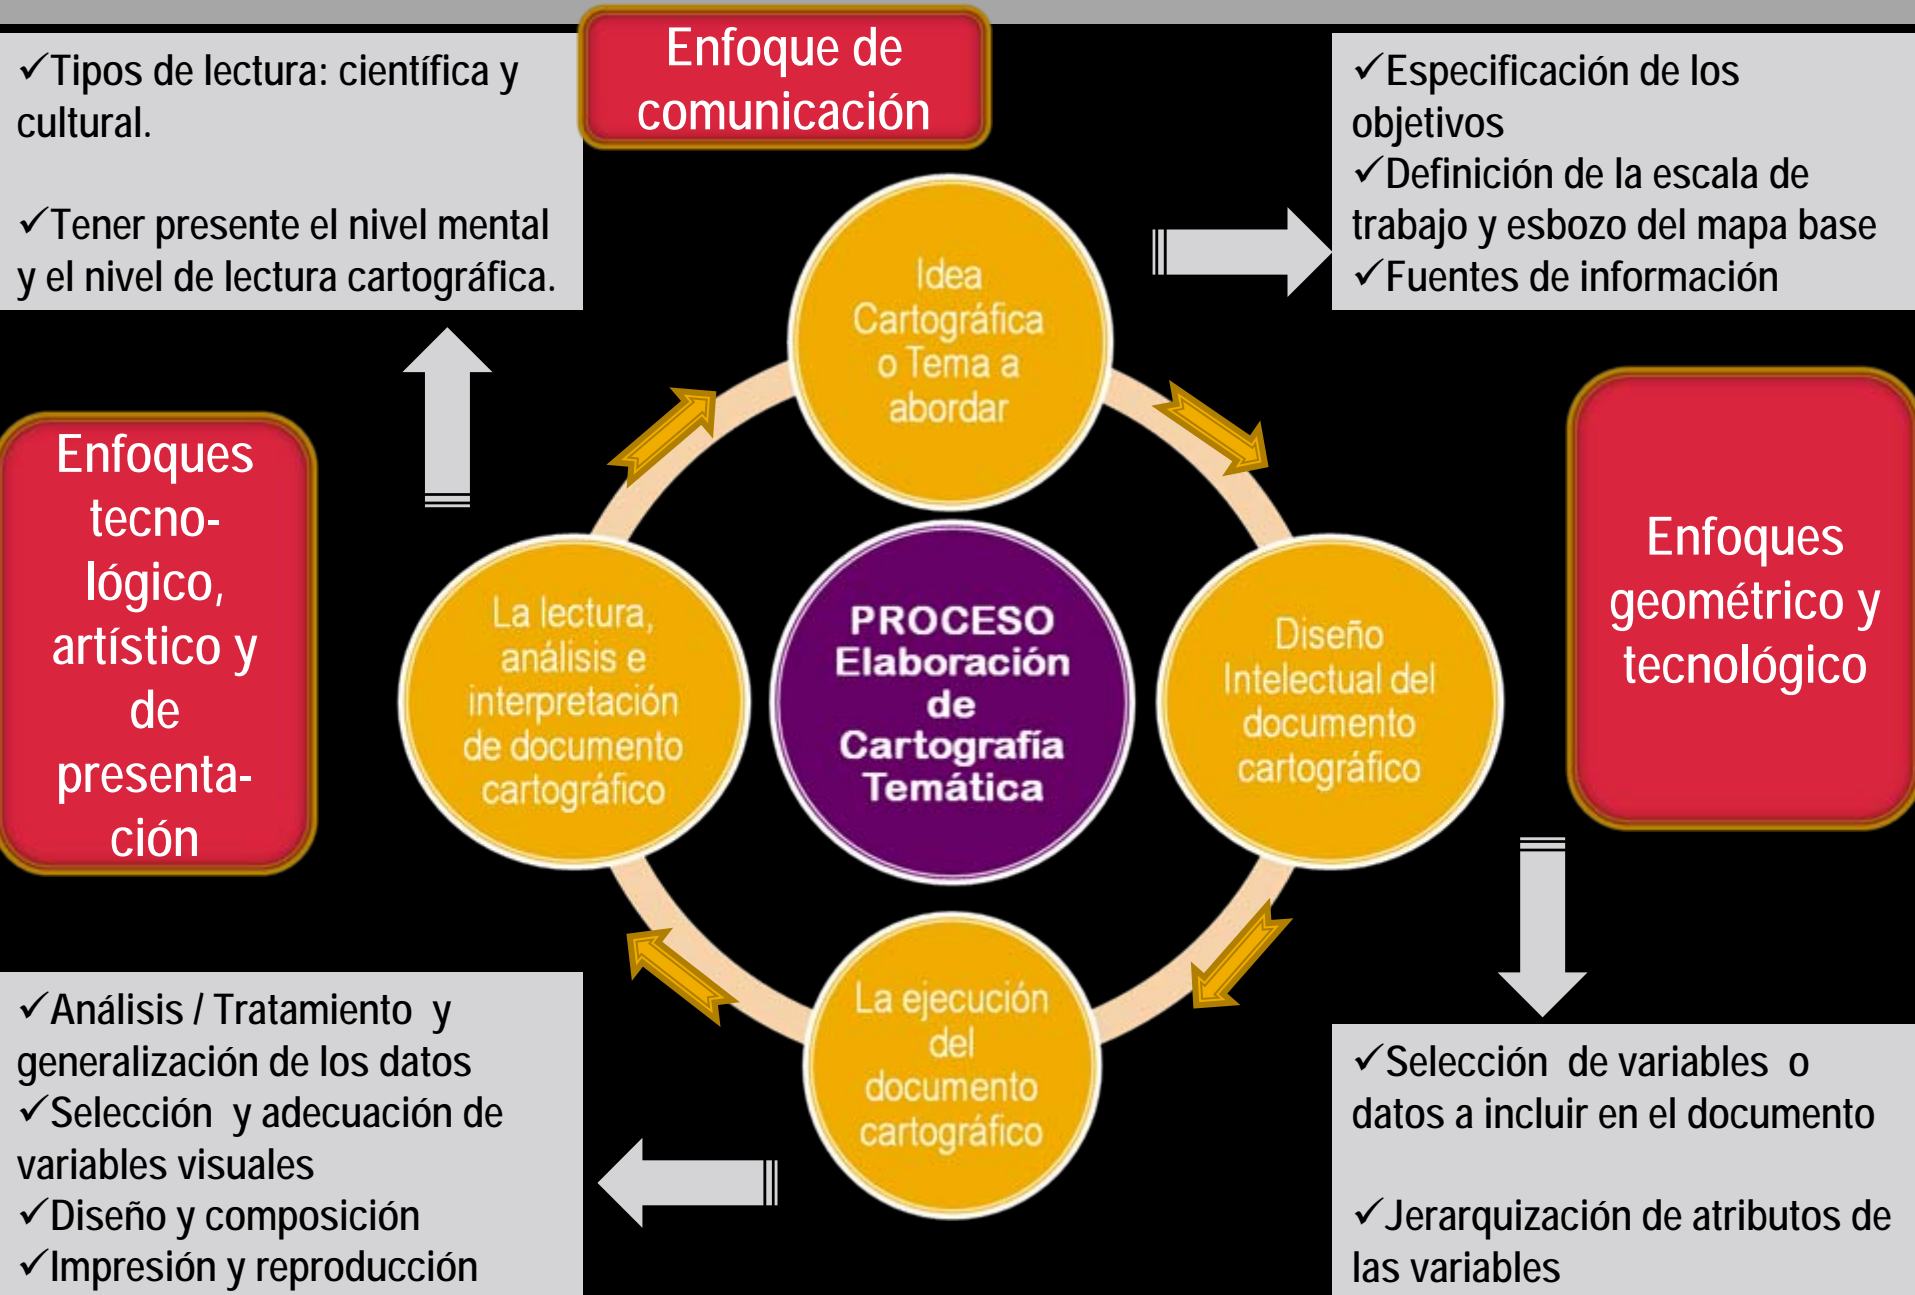 Enfoque de
comunicación
✓Tipos de lectura: científica y
cultural.
✓Tener presente el nivel mental
y el nivel de lectura cartográfica.
✓Especificación de los
objetivos
✓Definición de la escala de
trabajo y esbozo del mapa base
✓Fuentes de información
Idea
Cartográfica
o Tema a
abordar
Enfoques
tecno-
lógico,
artístico y
de
presenta-
ción
La lectura,
análisis e
interpretación
de documento
cartográfico
PROCESO
Elaboración
de
Cartografía
Temática
Diseño
Intelectual del
documento
cartográfico
Enfoques
geométrico y
tecnológico
La ejecución
del
documento
cartográfico
✓Análisis / Tratamiento y
generalización de los datos
✓Selección y adecuación de
variables visuales
✓Diseño y composición
✓Impresión y reproducción
✓Selección de variables o
datos a incluir en el documento
✓Jerarquización de atributos de
las variables